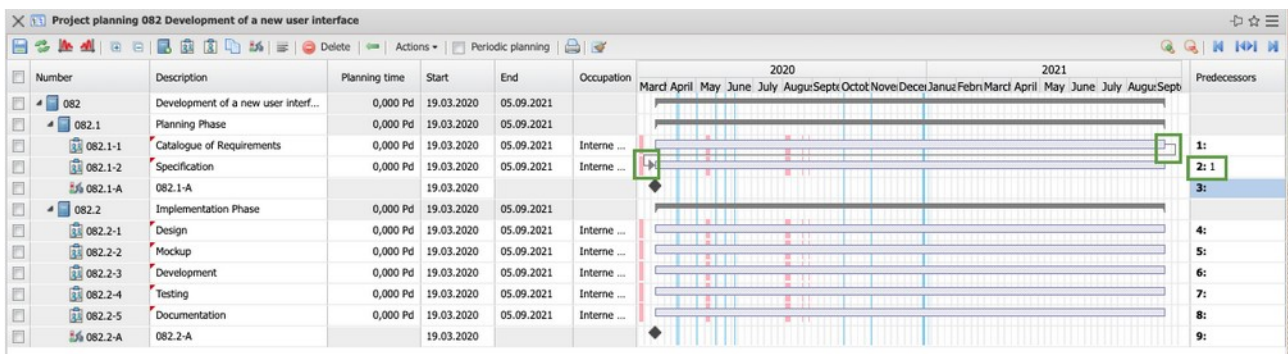 Project planning 082 Development of a new user interface
Delete Actions Periodic planning
2020 2021
Number Description Planning time Start End Occupation Predecessors
March April May June July Augu: Septe Octob Nove Decei Janua Febru March April May June July Augu: Septe
082 Development of a new user interf... 0,000 Pd 19.03.2020 05.09.2021
082.1 Planning Phase 0,000 Pd 19.03.2020 05.09.2021
082.1-1 Catalogue of Requirements 0,000 Pd 19.03.2020 05.09.2021 Interne ... 1:
082.1-2 Specification 0,000 Pd 19.03.2020 05.09.2021 Interne ... 2: 1
082.1-A 082.1-A 19.03.2020 3:
082.2 Implementation Phase 0,000 Pd 19.03.2020 05.09.2021
082.2-1 Design 0,000 Pd 19.03.2020 05.09.2021 Interne ... 4:
082.2-2 Mockup 0,000 Pd 19.03.2020 05.09.2021 Interne ... 5:
082.2-3 Development 0,000 Pd 19.03.2020 05.09.2021 Interne ... 6:
082.2-4 Testing 0,000 Pd 19.03.2020 05.09.2021 Interne ... 7:
082.2-5 Documentation 0,000 Pd 19.03.2020 05.09.2021 Interne ... 8:
082.2-A 082.2-A 19.03.2020 9: